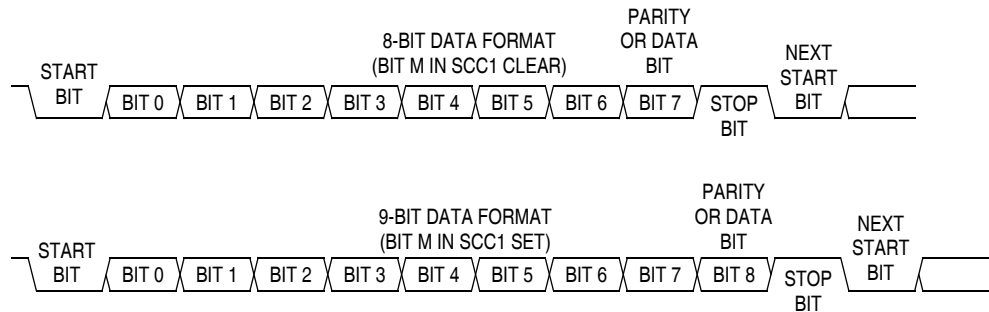 8-BIT DATA FORMAT
(BIT M IN SCC1 CLEAR)
PARITY
OR DATA
BIT
NEXT
START
BIT
START
BIT
BIT 0
BIT 1
BIT 2
BIT 3
BIT 4
BIT 5
BIT 6
BIT 7
STOP
BIT
9-BIT DATA FORMAT
(BIT M IN SCC1 SET)
PARITY
OR DATA
BIT
NEXT
START
BIT
START
BIT
BIT 0
BIT 1
BIT 2
BIT 3
BIT 4
BIT 5
BIT 6
BIT 7
BIT 8
STOP
BIT